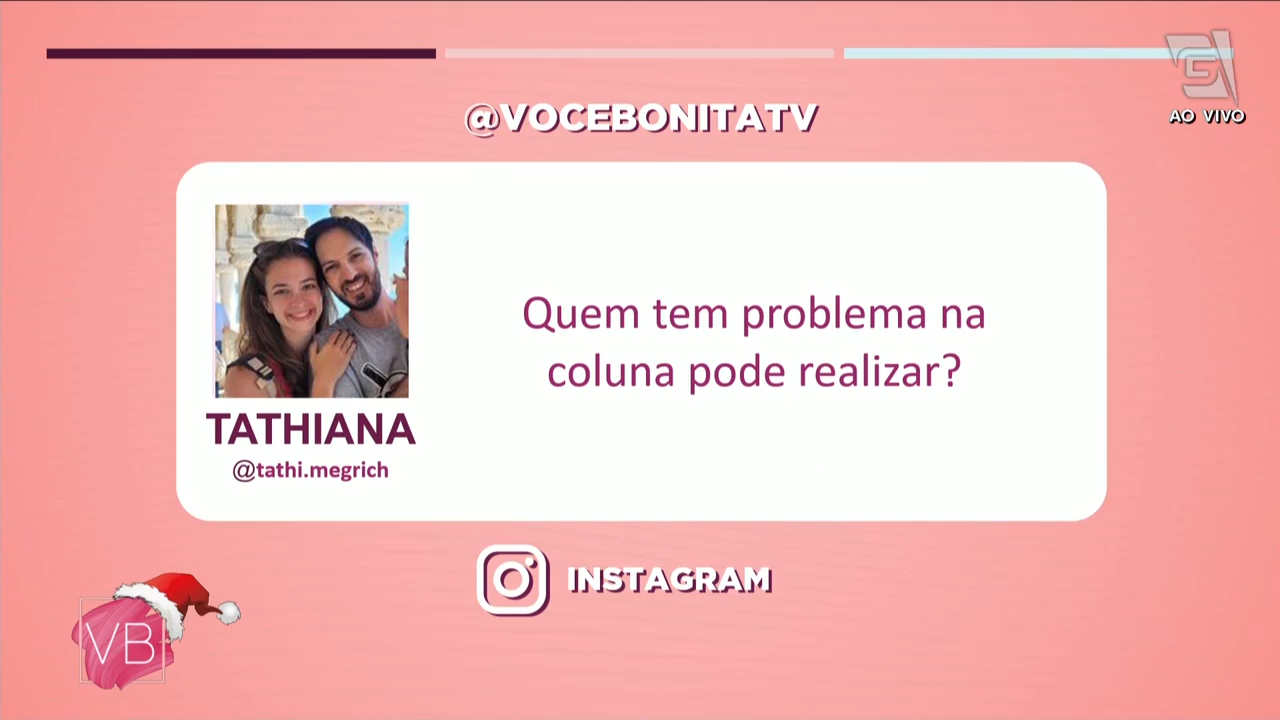 AO VIVO
@VOCEBONITATV
Quem tem problema na
coluna pode realizar?
TATHIANA
@tathi.megrich
INSTAGRAM
VB